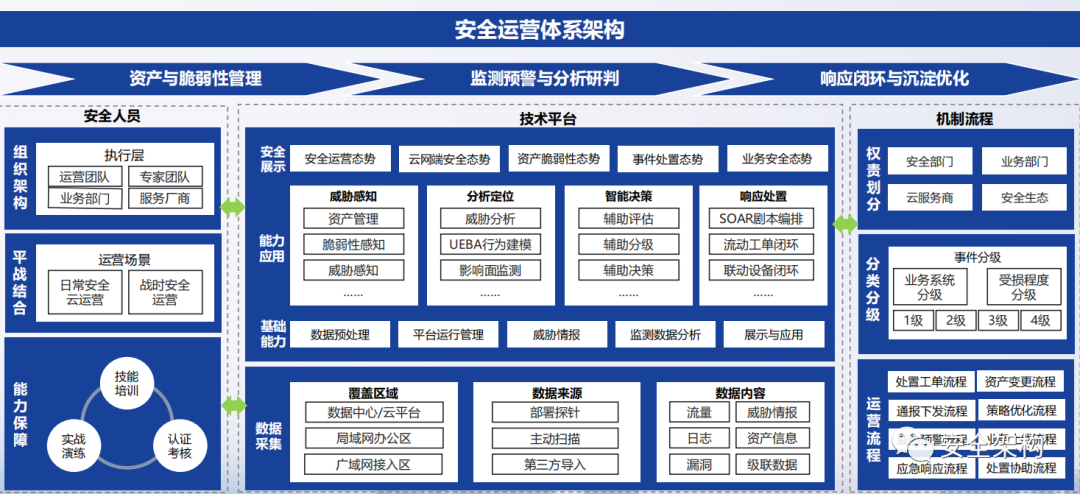 安全运营体系架构
资产与脆弱性管理
监测预警与分析研判
响应闭环与沉淀优化
安全人员
组织架构
执行层
运营团队
专家团队
业务部门
服务厂商
平战结合
运营场景
日常安全
云运营
战时安全
运营
能力保障
技能
培训
实战
演练
认证
考核
技术平台
安全
展示
安全运营态势
云网端安全态势
资产脆弱性态势
事件处置态势
业务安全态势
能力
应用
威胁感知
资产管理
脆弱性感知
威胁感知
……
分析定位
威胁分析
UEBA行为建模
影响面监测
……
智能决策
辅助评估
辅助分级
辅助决策
……
响应处置
SOAR剧本编排
流动工单闭环
联动设备闭环
……
基础
能力
数据预处理
平台运行管理
威胁情报
监测数据分析
展示与应用
数据
采集
覆盖区域
数据中心/云平台
局域网办公区
广域网接入区
数据来源
部署探针
主动扫描
第三方导入
数据内容
流量
威胁情报
日志
资产信息
漏洞
级联数据
机制流程
权责划分
安全部门
业务部门
云服务商
安全生态
分类分级
事件分级
业务系统
分级
受损程度
分级
1级
2级
3级
4级
运营流程
处置工单流程
资产变更流程
通报下发流程
策略优化流程
预警流程
流程
应急响应流程
处置协助流程
安全架构